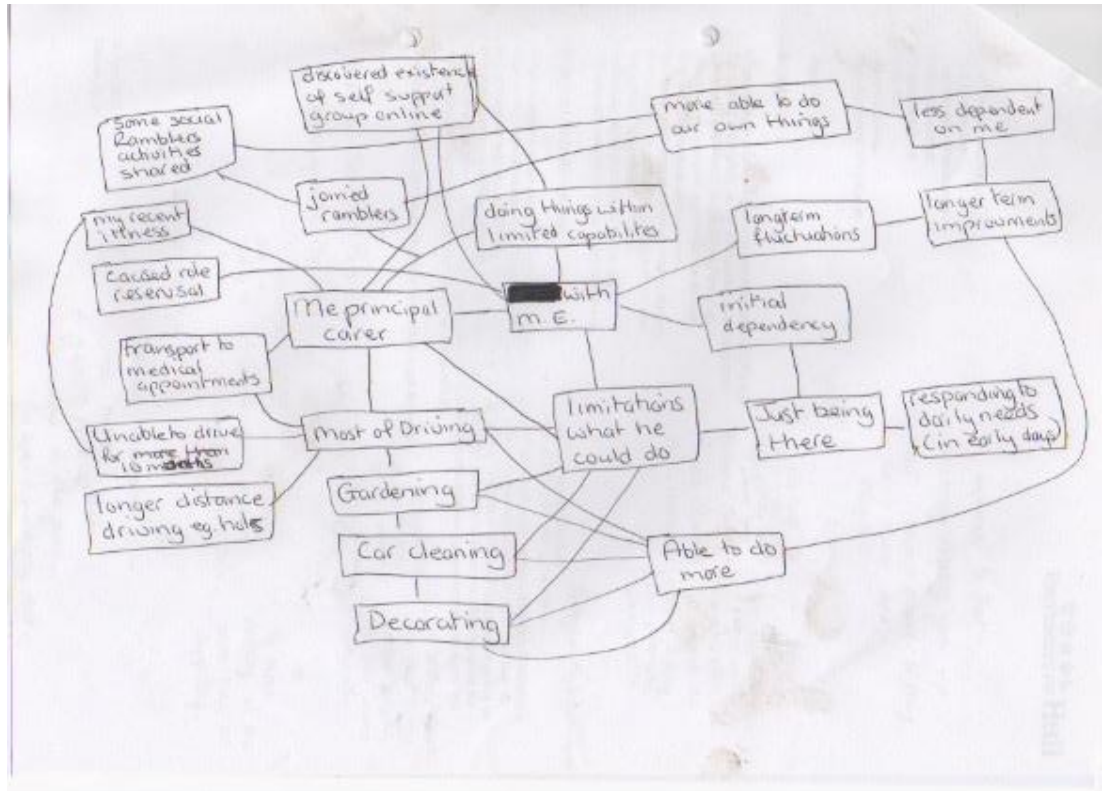 discovered existence
of self support
group online
more able to do
our own things
less dependent
on me
Some social
Ramblers
activities
shared
joined
ramblers
doing things within
limited capabilites
longterm
fluctuations
longer term
improvments
my recent
illness
Caused role
reserusal
Me principal
carer
with
M.E.
initial
dependency
Transport to
medical
appointments
limitations
what he
could do
Just being
there
responding to
daily needs
(in early days)
Unable to drive
for more than
10 months
most of Driving
longer distance
driving eg. hols
Gardening
Car cleaning
Able to do
more
Decorating